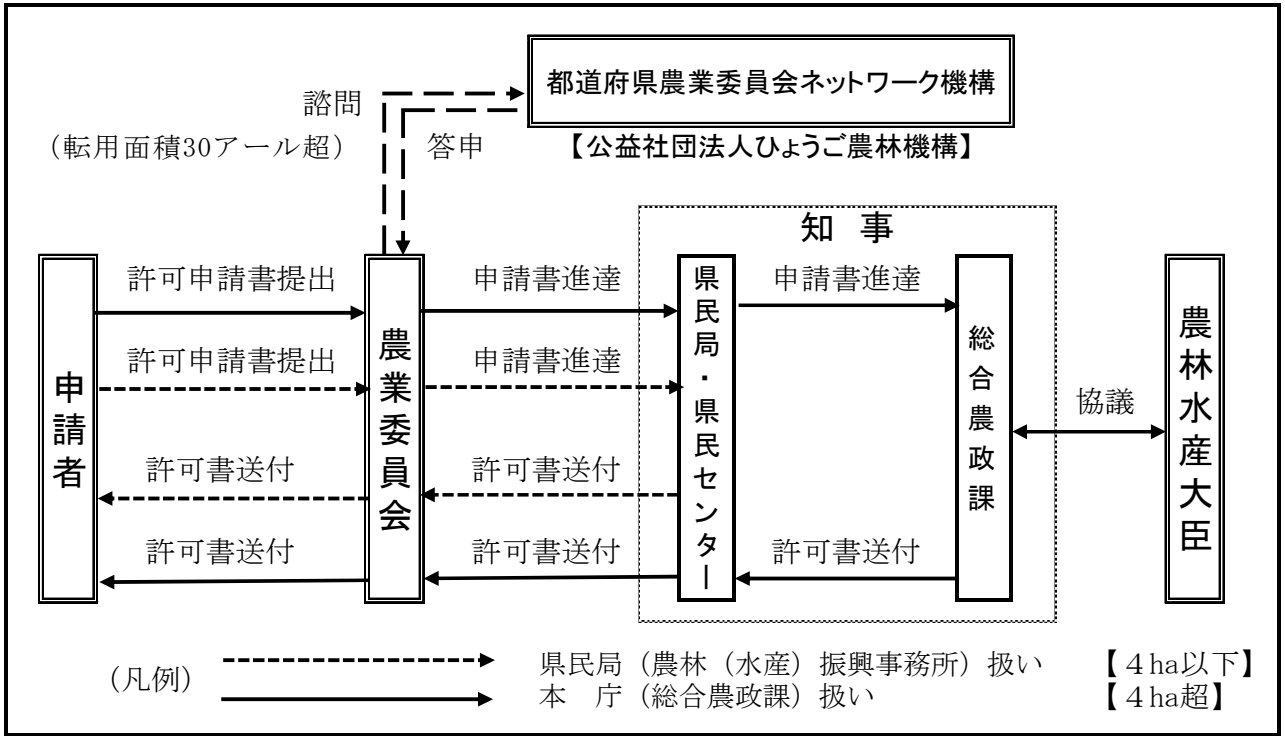 都道府県農業委員会ネットワーク機構
諮問
(転用面積30アール超)
答申
【公益社団法人ひょうご農林機構】
知 事
申請者
許可申請書提出
許可申請書提出
許可書送付
許可書送付
農業委員会
申請書進達
申請書進達
許可書送付
許可書送付
県民局・県民センター
申請書進達
許可書送付
総合農政課
協議
農林水産大臣
(凡例)
県民局(農林(水産)振興事務所)扱い 【4ha以下】
本 庁(総合農政課)扱い 【4ha超】